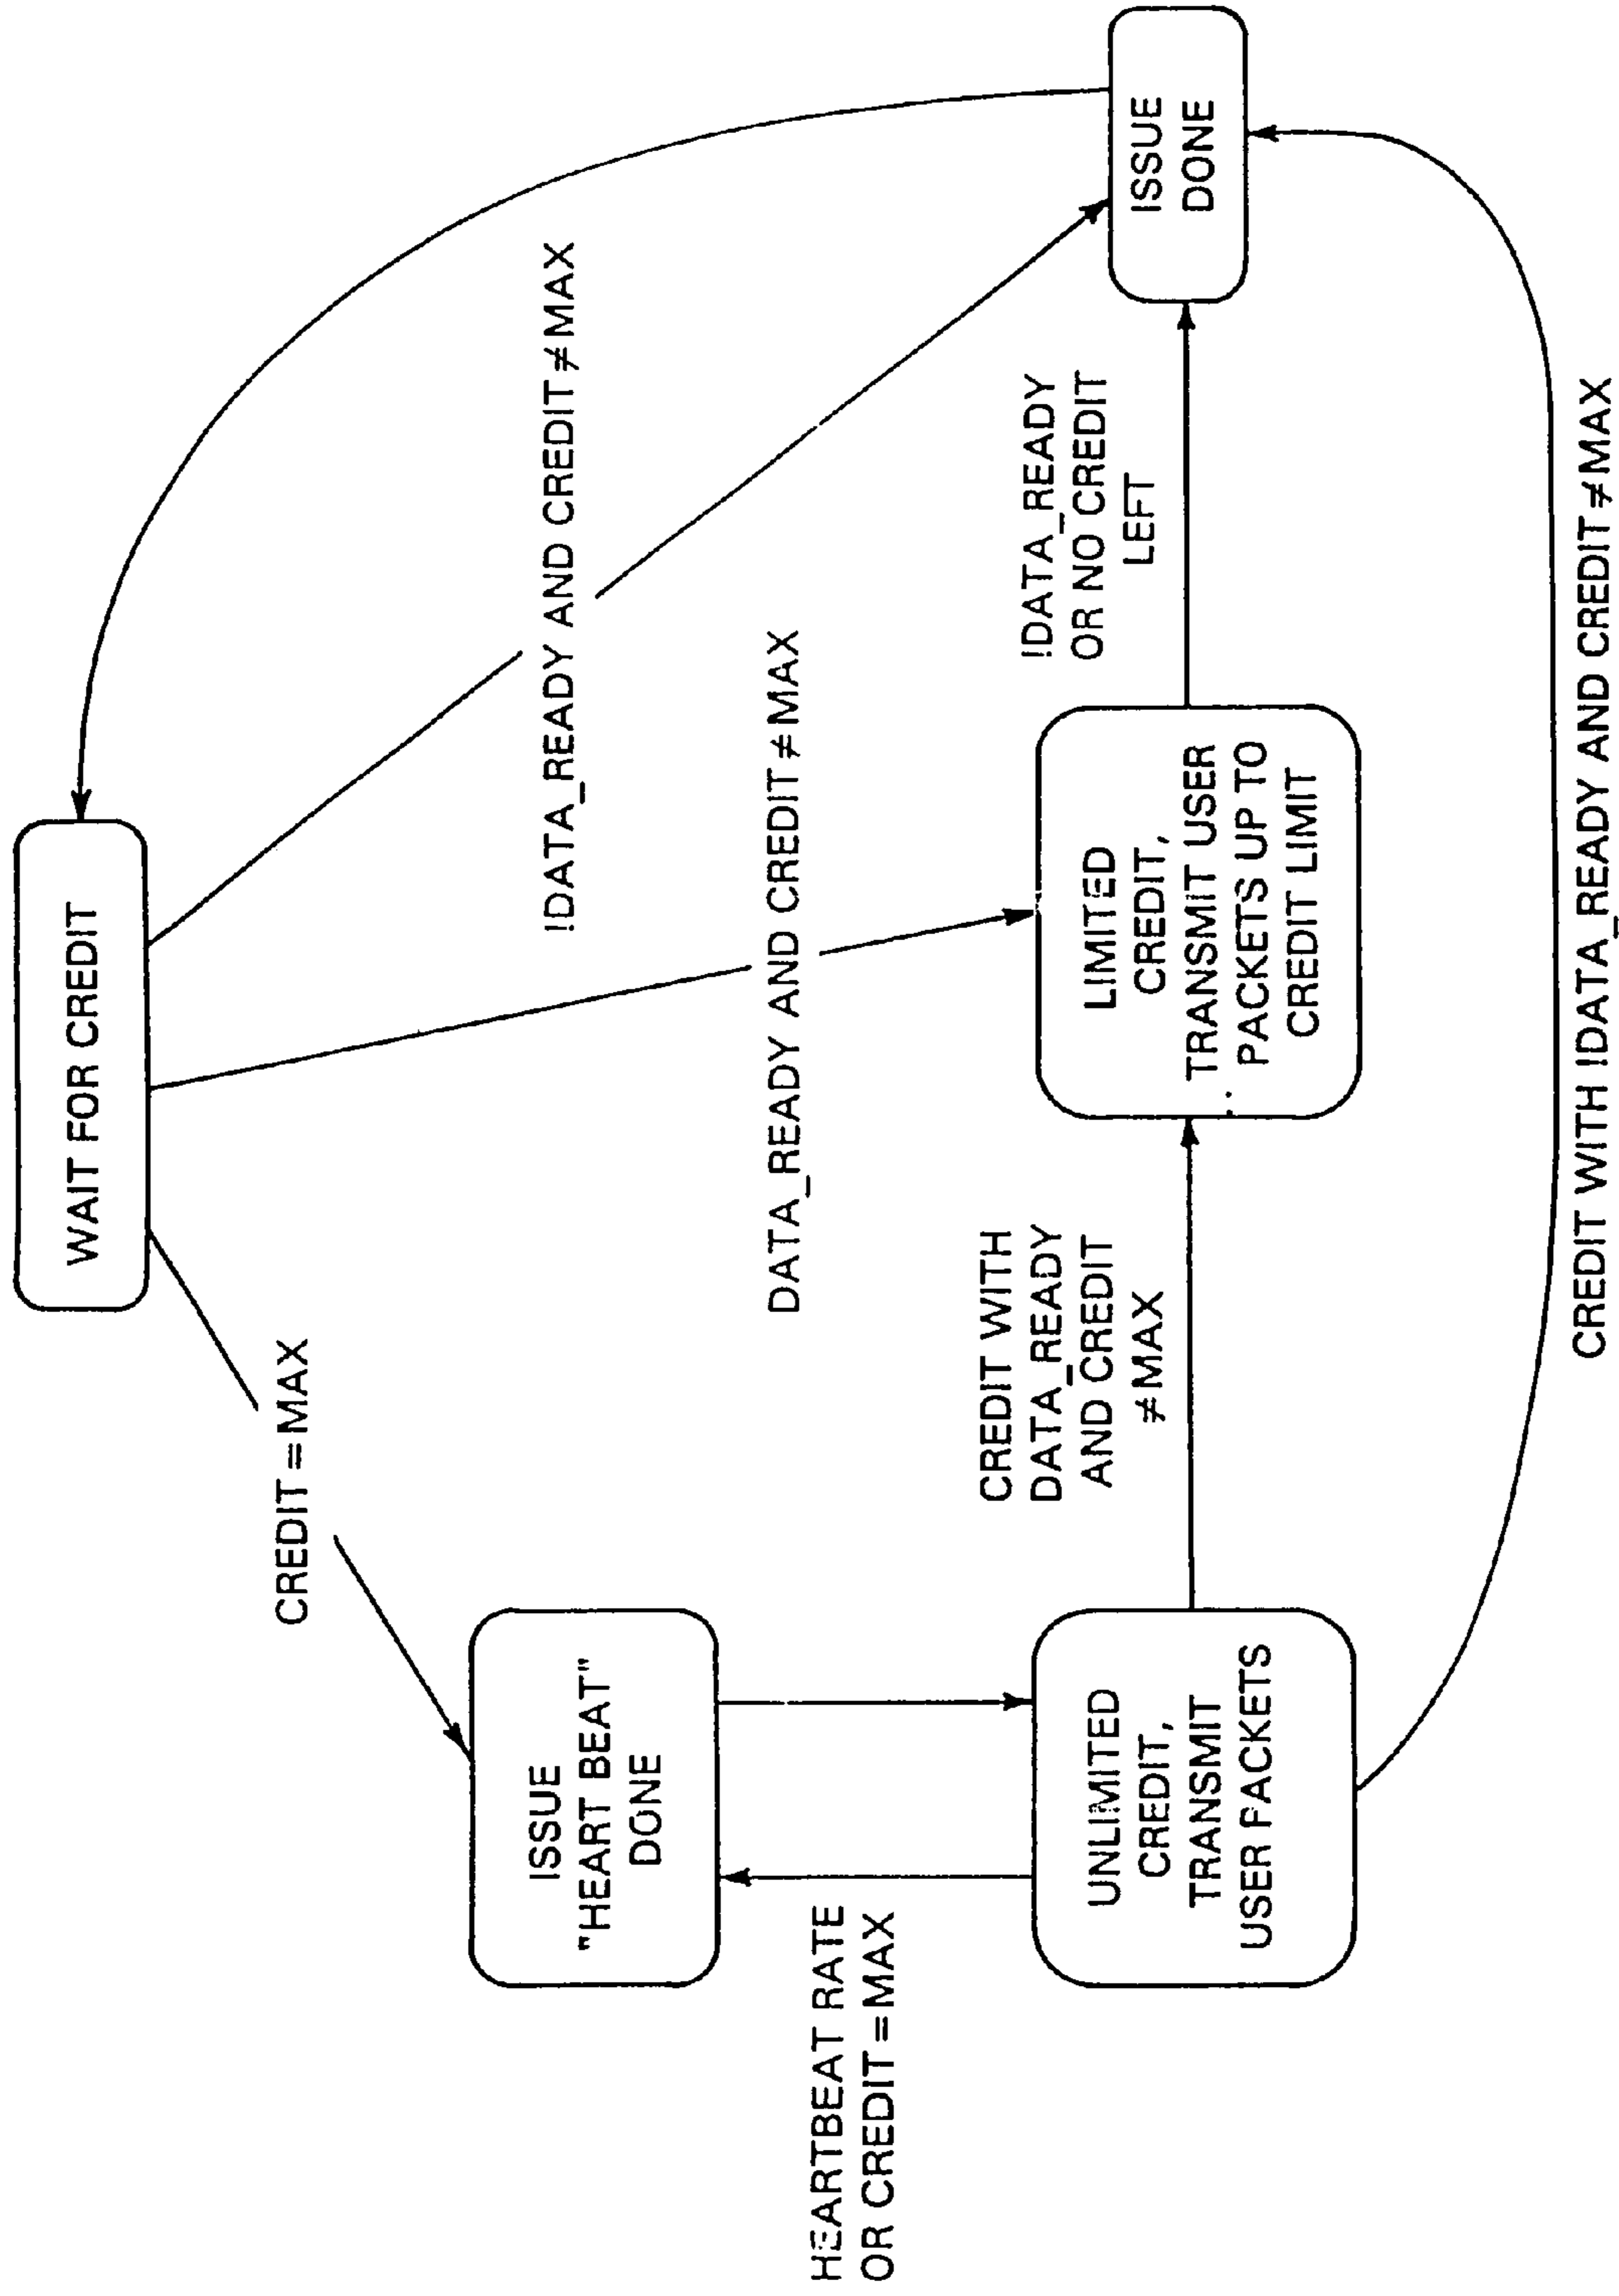 WAIT FOR CREDIT
CREDIT = MAX
!DATA_READY AND CREDIT ≠ MAX
DATA_READY AND CREDIT ≠ MAX
ISSUE
"HEART BEAT"
DONE
HEARTBEAT RATE
OR CREDIT = MAX
UNLIMITED
CREDIT,
TRANSMIT
USER PACKETS
CREDIT WITH
DATA_READY
AND CREDIT
≠ MAX
LIMITED
CREDIT,
TRANSMIT USER
PACKETS UP TO
CREDIT LIMIT
!DATA_READY
OR NO CREDIT
LEFT
ISSUE
DONE
CREDIT WITH !DATA_READY AND CREDIT ≠ MAX